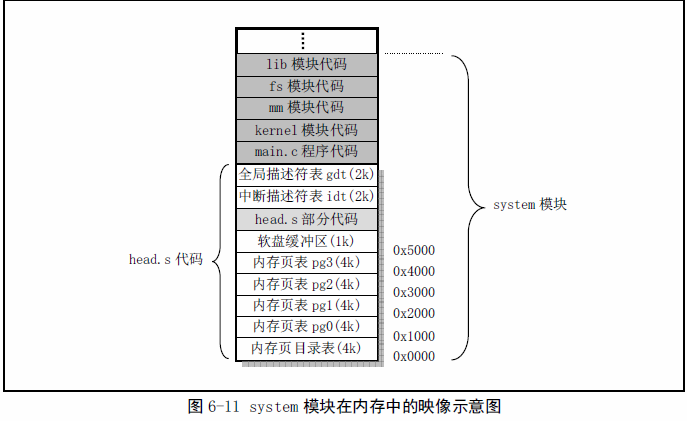 ⋮
lib 模块代码
fs 模块代码
mm 模块代码
kernel 模块代码
main.c 程序代码
全局描述符表 gdt(2k)
中断描述符表 idt(2k)
head.s 部分代码
软盘缓冲区(1k)
内存页表 pg3(4k)
内存页表 pg2(4k)
内存页表 pg1(4k)
内存页表 pg0(4k)
内存页目录表(4k)
head.s 代码
0x5000
0x4000
0x3000
0x2000
0x1000
0x0000
system 模块
图 6-11 system 模块在内存中的映像示意图